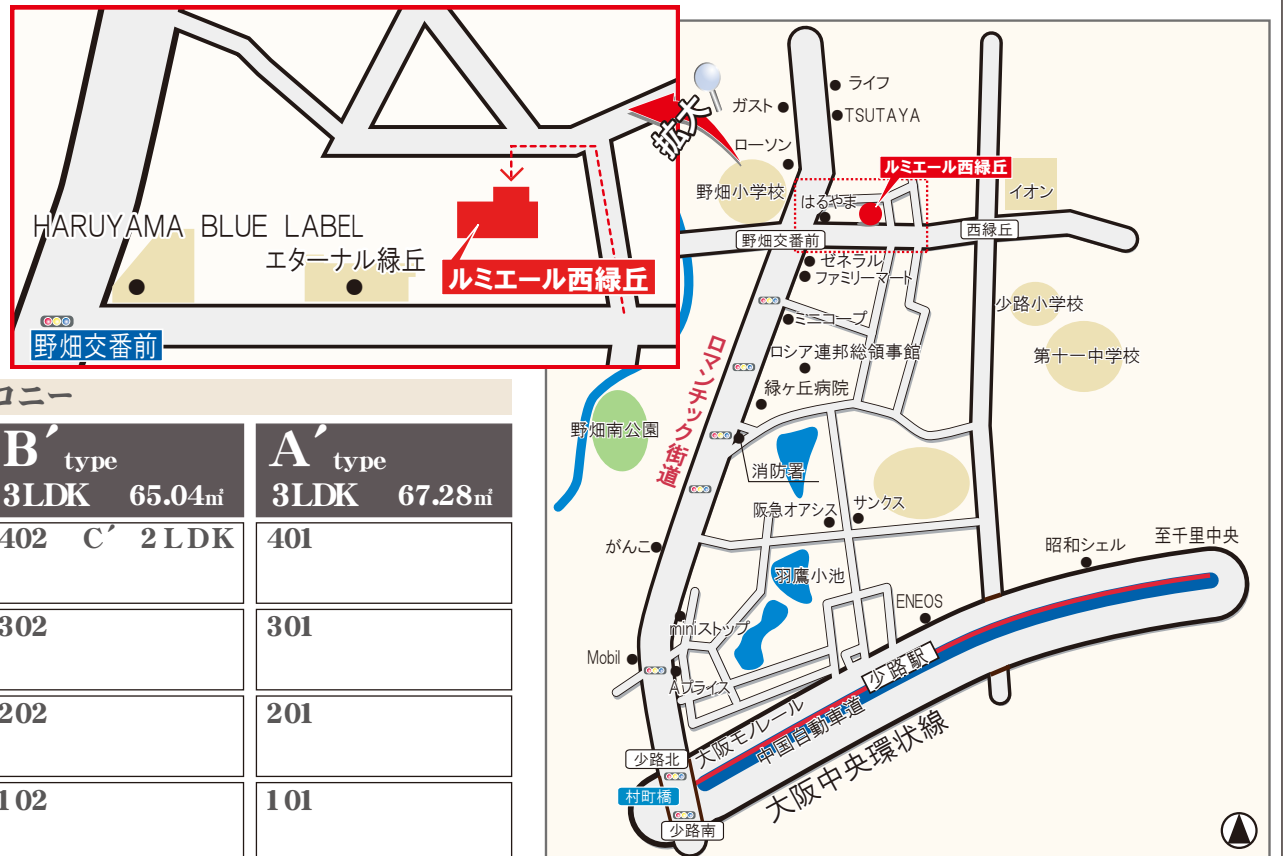 HARUYAMA BLUE LABEL
エターナル緑丘
ルミエール西緑丘
野畑交番前
拡大
ライフ
ガスト
TSUTAYA
ローソン
ルミエール西緑丘
野畑小学校
イオン
はるやま
西緑丘
野畑交番前
ゼネラル
ファミリーマート
少路小学校
ミニコープ
ロマンチック街道
ロシア連邦総領事館
第十一中学校
緑ヶ丘病院
野畑南公園
消防署
阪急オアシス
サンクス
がんこ
昭和シェル
至千里中央
羽鷹小池
ENEOS
miniストップ
Mobil
Aプライス
少路駅
大阪モノレール
中国自動車道
大阪中央環状線
少路北
村町橋
少路南
コニー
B′ type
3LDK 65.04㎡
A′ type
3LDK 67.28㎡
402 C′ 2LDK
401
302
301
202
201
102
101